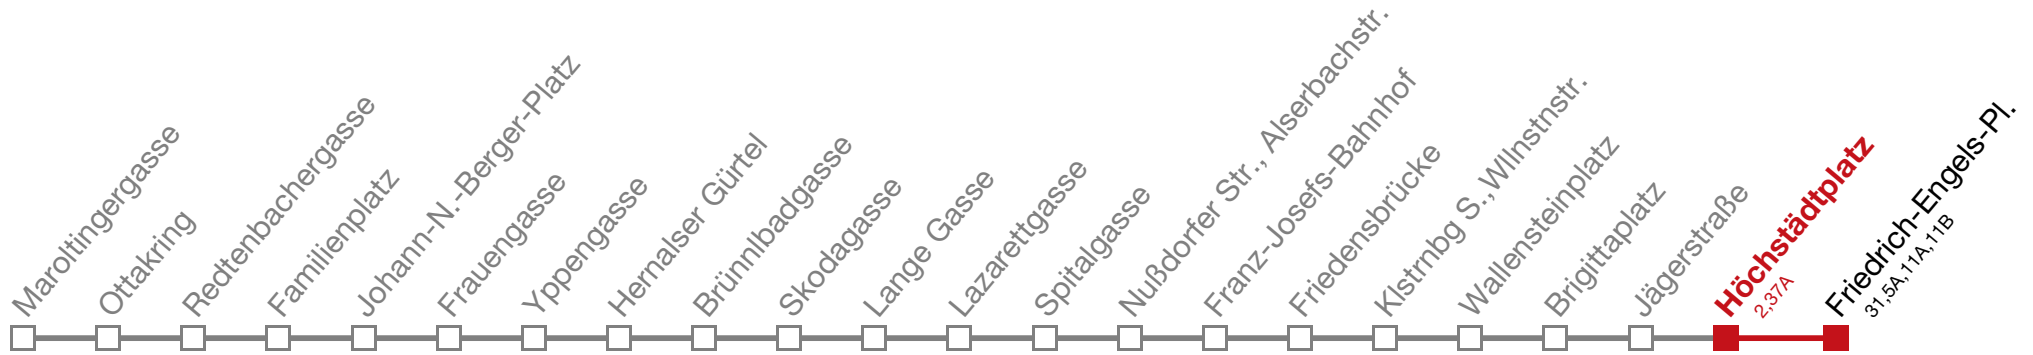 Maroltingergasse
Ottakring
Redtenbachergasse
Familienplatz
Johann-N.-Berger-Platz
Frauengasse
Yppengasse
Hernalser Gürtel
Brünnlbadgasse
Skodagasse
Lange Gasse
Lazarettgasse
Spitalgasse
Nußdorfer Str., Alserbachstr.
Franz-Josefs-Bahnhof
Friedensbrücke
Klstrnbg S.,Wllnstnstr.
Wallensteinplatz
Brigittaplatz
Jägerstraße
Höchstädtplatz
2,37A
Friedrich-Engels-Pl.
31,5A,11A,11B